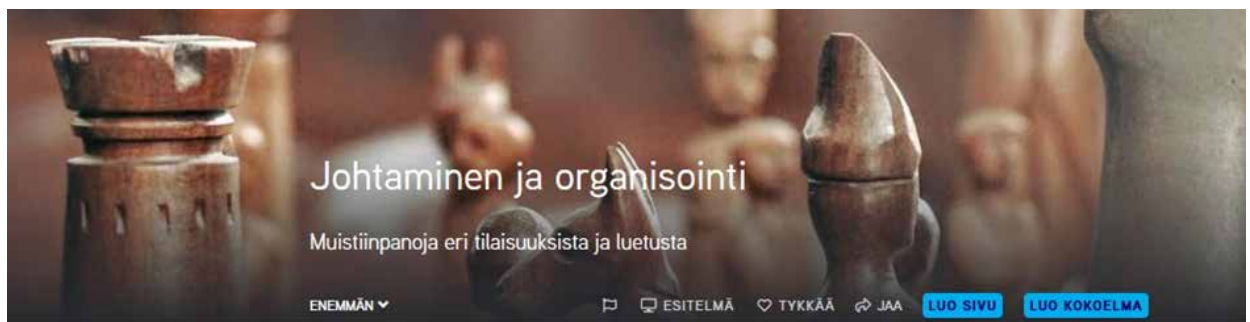 Johtaminen ja organisointi
Muistiinpanoja eri tilaisuuksista ja luetusta
ENEMMÄN ESITELMÄ TYKKÄÄ JAA LUO SIVU LUO KOKOELMA